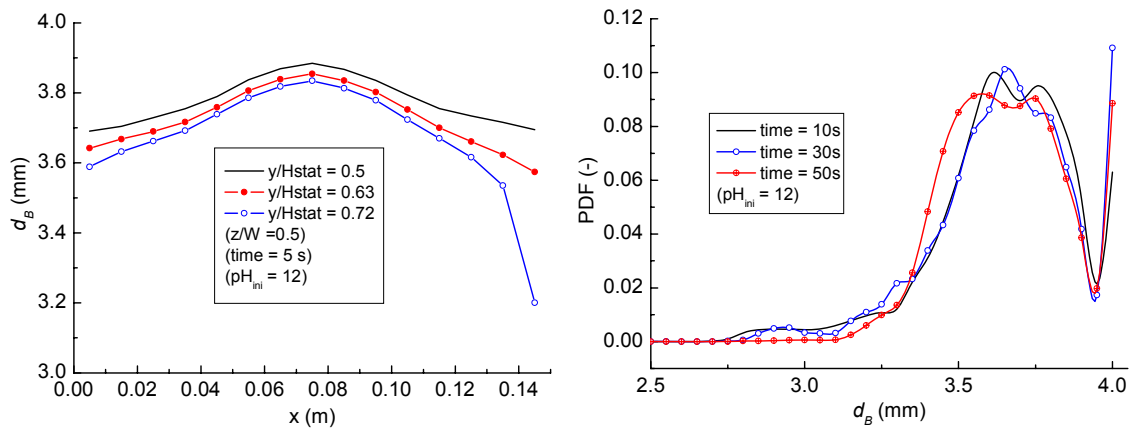 4.0
3.8
3.6
3.4
3.2
3.0
d_B (mm)
y/Hstat = 0.5
y/Hstat = 0.63
y/Hstat = 0.72
(z/W =0.5)
(time = 5 s)
(pH_ini = 12)
0.00 0.02 0.04 0.06 0.08 0.10 0.12 0.14
x (m)
0.12
0.10
0.08
0.06
0.04
0.02
0.00
PDF (-)
time = 10s
time = 30s
time = 50s
(pH_ini = 12)
2.5 3.0 3.5 4.0
d_B (mm)